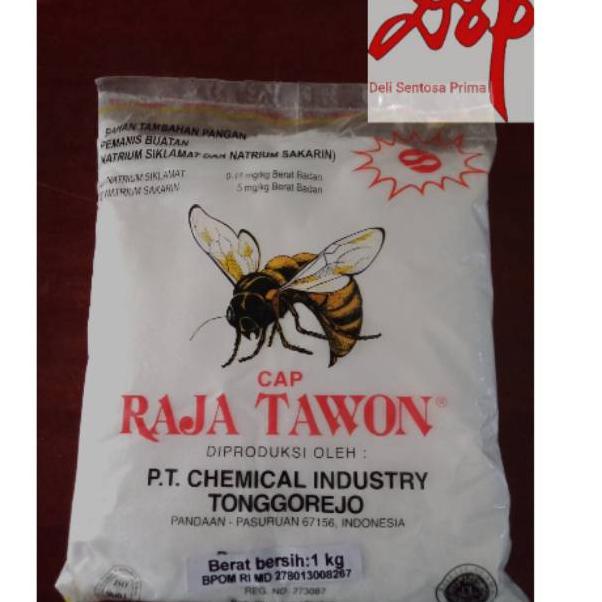 Deli Sentosa Prima
BAHAN TAMBAHAN PANGAN
PEMANIS BUATAN
NATRIUM SIKLAMAT DAN NATRIUM SAKARIN)
NATRIUM SIKLAMAT
mg/kg Berat Badan
NATRIUM SAKARIN
5 mg/kg Berat Badan
CAP
RAJA TAWON®
DIPRODUKSI OLEH :
P.T. CHEMICAL INDUSTRY
TONGGOREJO
PANDAAN - PASURUAN 67156, INDONESIA
Berat bersih:1 kg
BPOM RI MD 278013008267
REG. NO. 273087